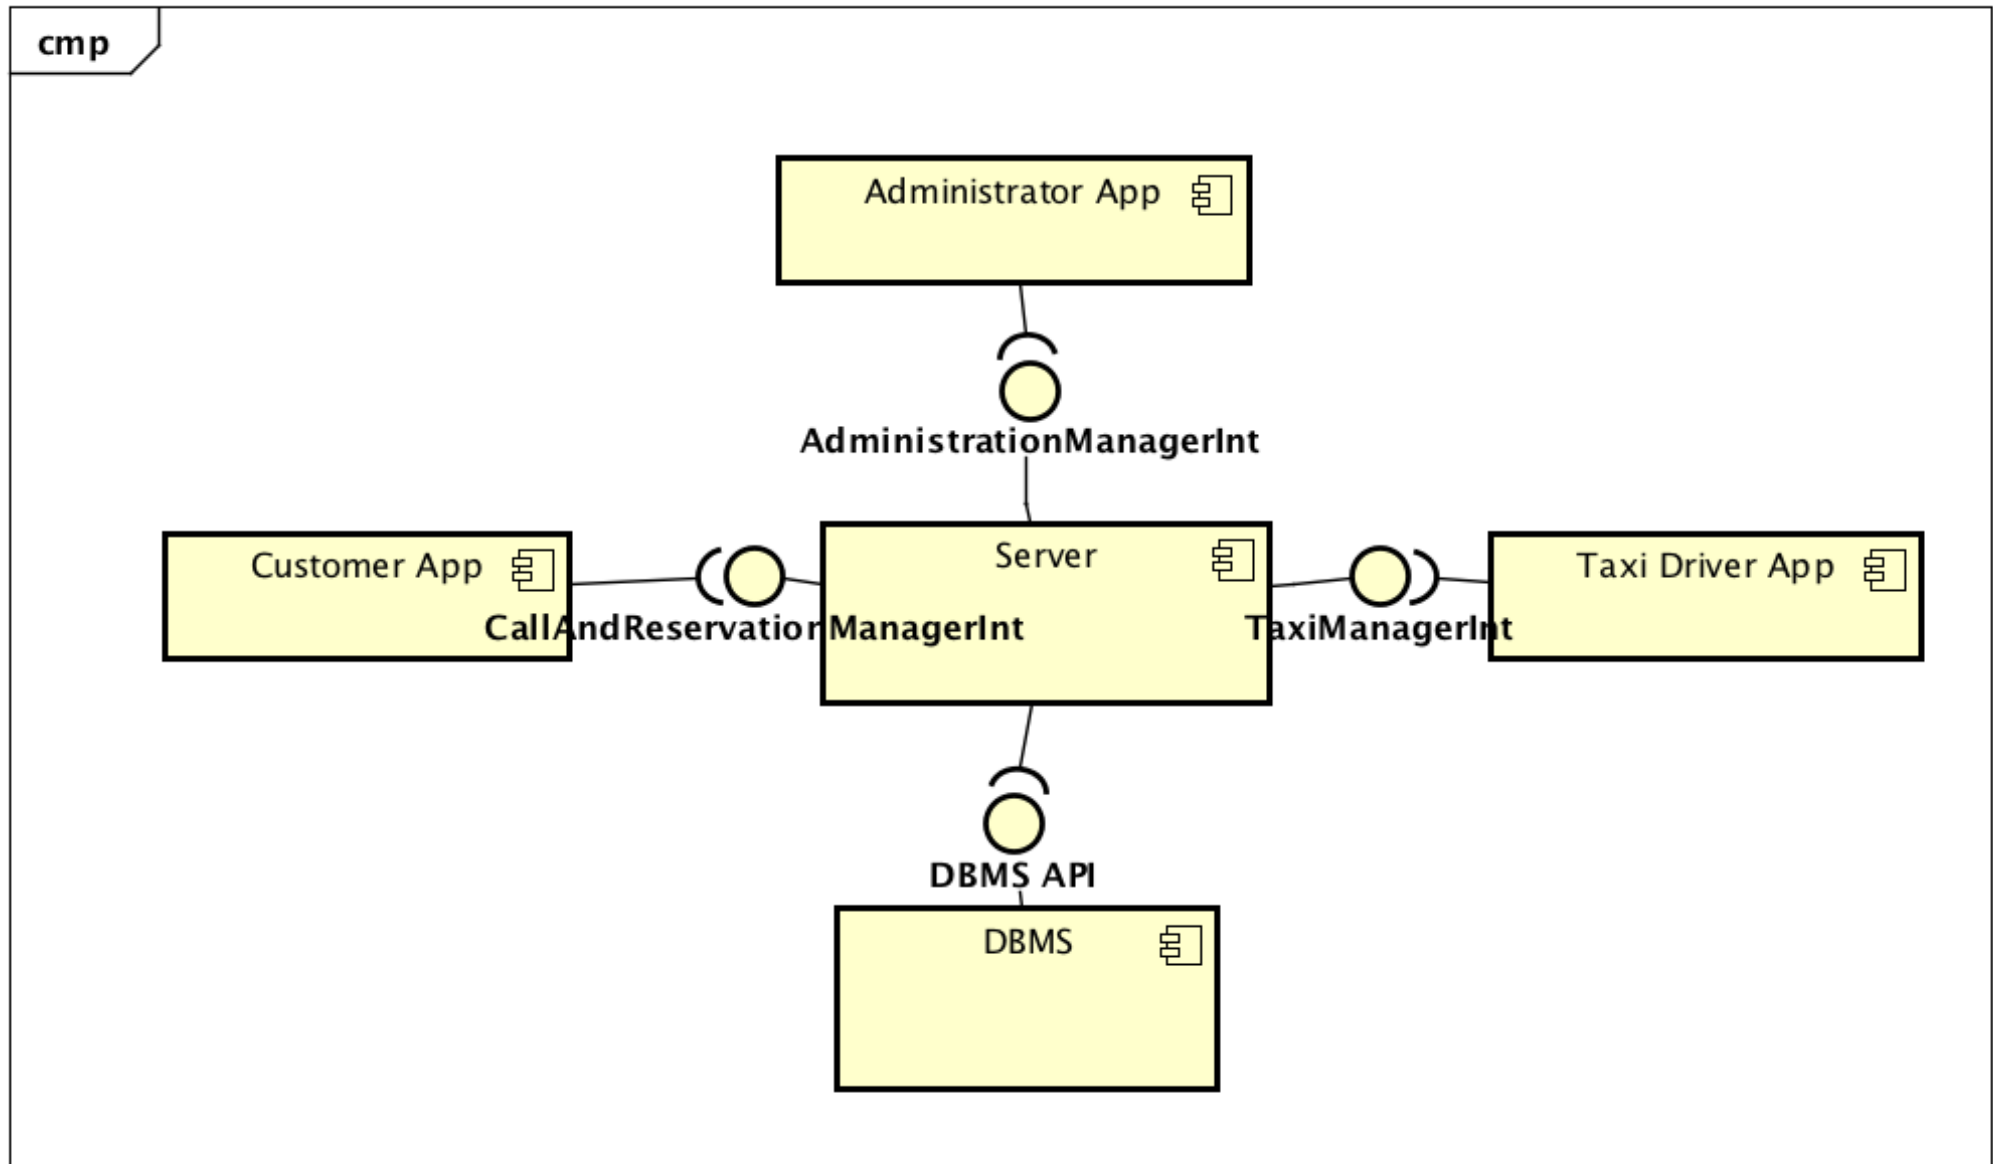 cmp
Administrator App
AdministrationManagerInt
Customer App
Server
Taxi Driver App
CallAndReservationManagerInt
TaxiManagerInt
DBMS API
DBMS